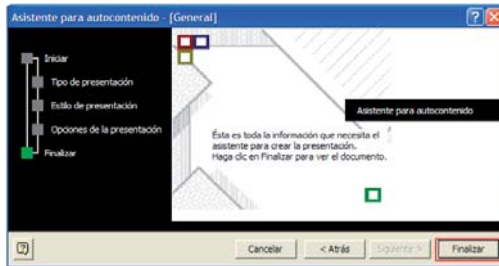 Asistente para autocontenido - [General]
Iniciar
Tipo de presentación
Estilo de presentación
Opciones de la presentación
Finalizar
Asistente para autocontenido
Ésta es toda la información que necesita el
asistente para crear la presentación.
Haga clic en Finalizar para ver el documento.
Cancelar
< Atrás
Siguiente >
Finalizar